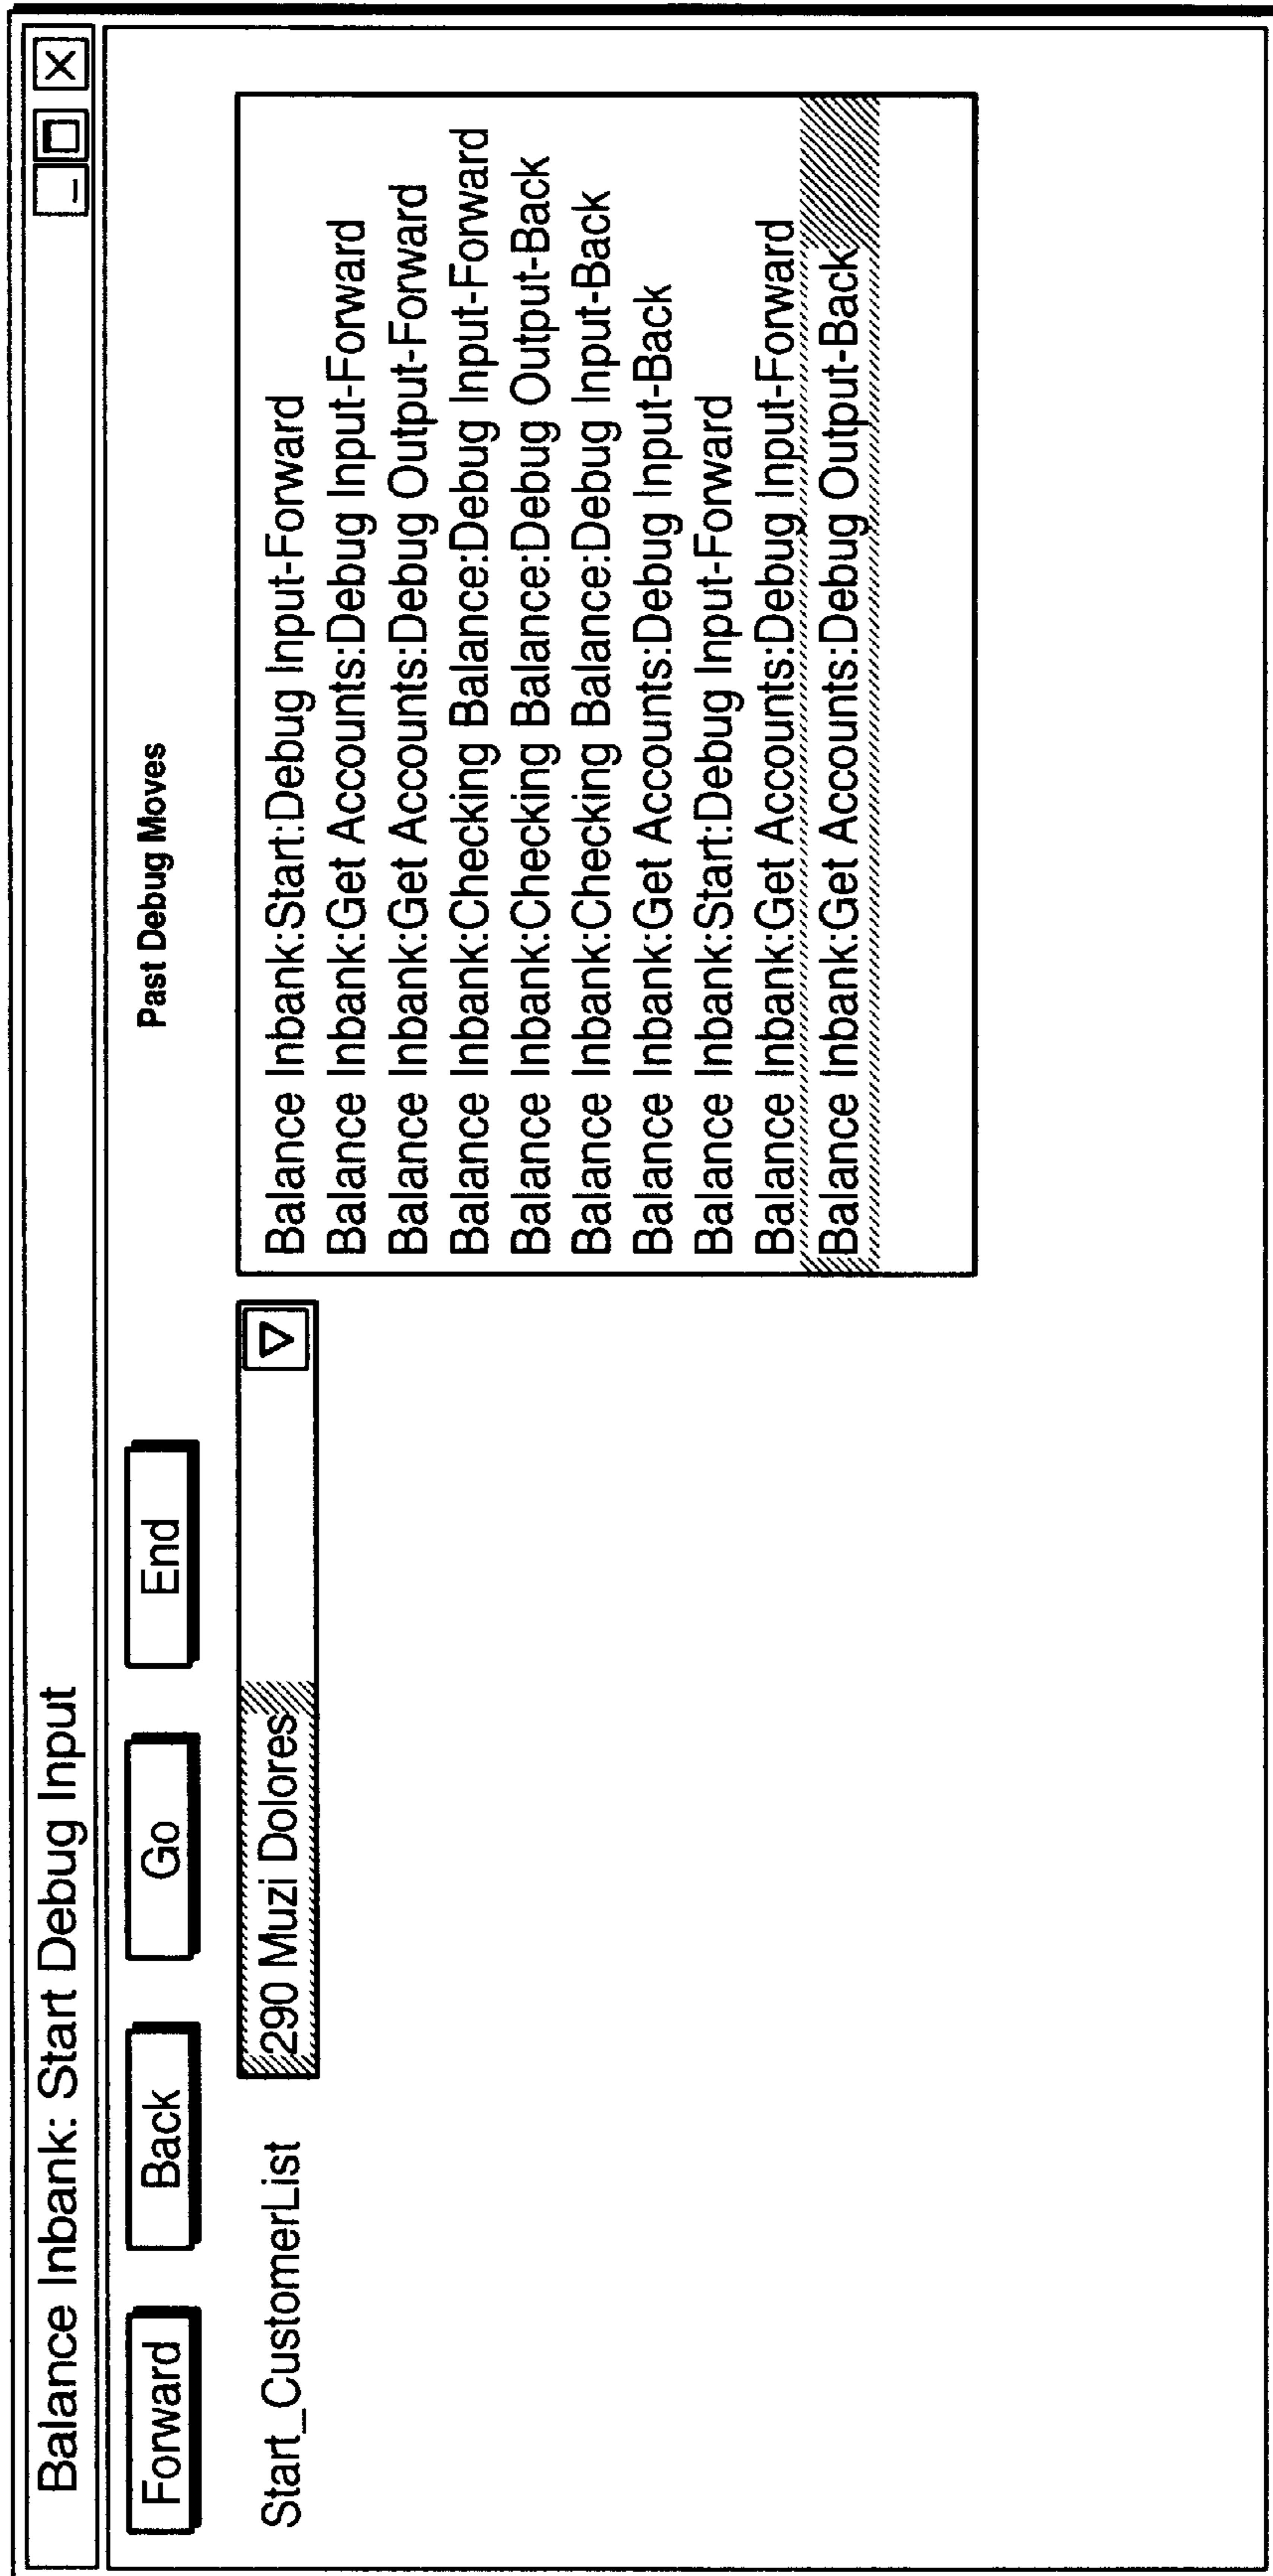 Balance Inbank: Start Debug Input
Forward
Back
Go
End
Past Debug Moves
Start_CustomerList
290 Muzi Dolores
Balance Inbank:Start:Debug Input-Forward
Balance Inbank:Get Accounts:Debug Input-Forward
Balance Inbank:Get Accounts:Debug Output-Forward
Balance Inbank:Checking Balance:Debug Input-Forward
Balance Inbank:Checking Balance:Debug Output-Back
Balance Inbank:Checking Balance:Debug Input-Back
Balance Inbank:Get Accounts:Debug Input-Back
Balance Inbank:Start:Debug Input-Forward
Balance Inbank:Get Accounts:Debug Input-Forward
Balance Inbank:Get Accounts:Debug Output-Back